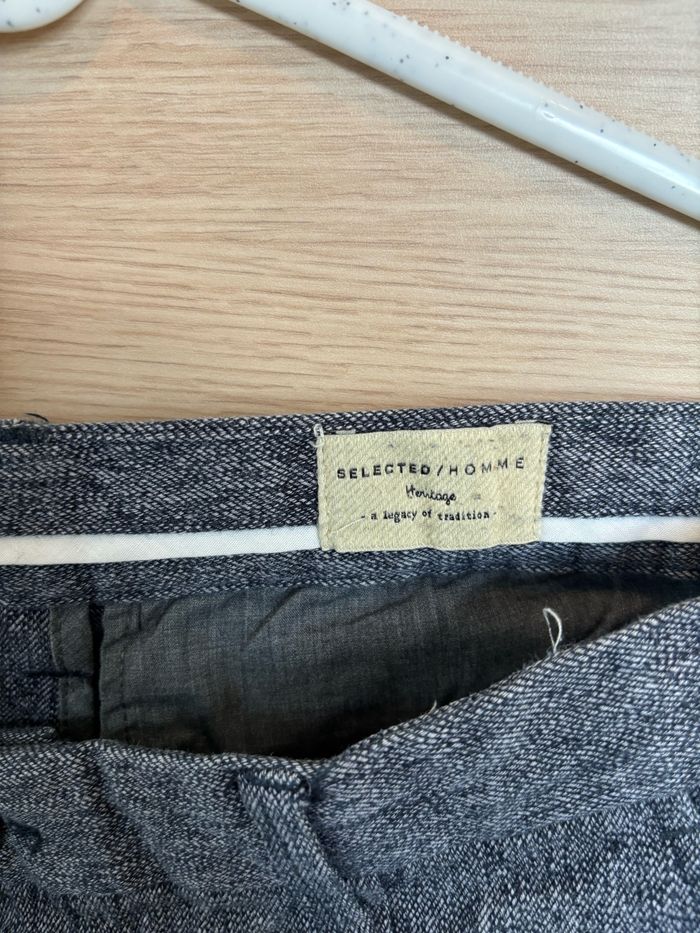 SELECTED/HOMME
Heritage
- a legacy of tradition -